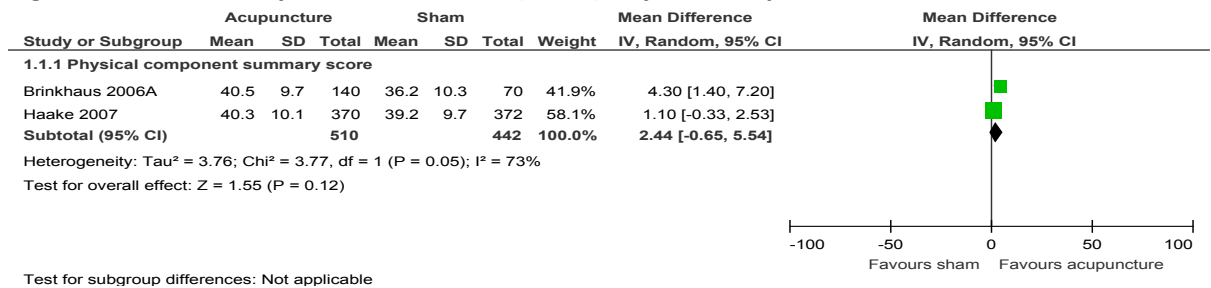 Acupuncture Sham Mean Difference Mean Difference
Study or Subgroup Mean SD Total Mean SD Total Weight IV, Random, 95% CI IV, Random, 95% CI
1.1.1 Physical component summary score
Brinkhaus 2006A 40.5 9.7 140 36.2 10.3 70 41.9% 4.30 [1.40, 7.20]
Haake 2007 40.3 10.1 370 39.2 9.7 372 58.1% 1.10 [-0.33, 2.53]
Subtotal (95% CI) 510 442 100.0% 2.44 [-0.65, 5.54]
Heterogeneity: Tau² = 3.76; Chi² = 3.77, df = 1 (P = 0.05); I² = 73%
Test for overall effect: Z = 1.55 (P = 0.12)
-100 -50 0 50 100
Favours sham Favours acupuncture
Test for subgroup differences: Not applicable